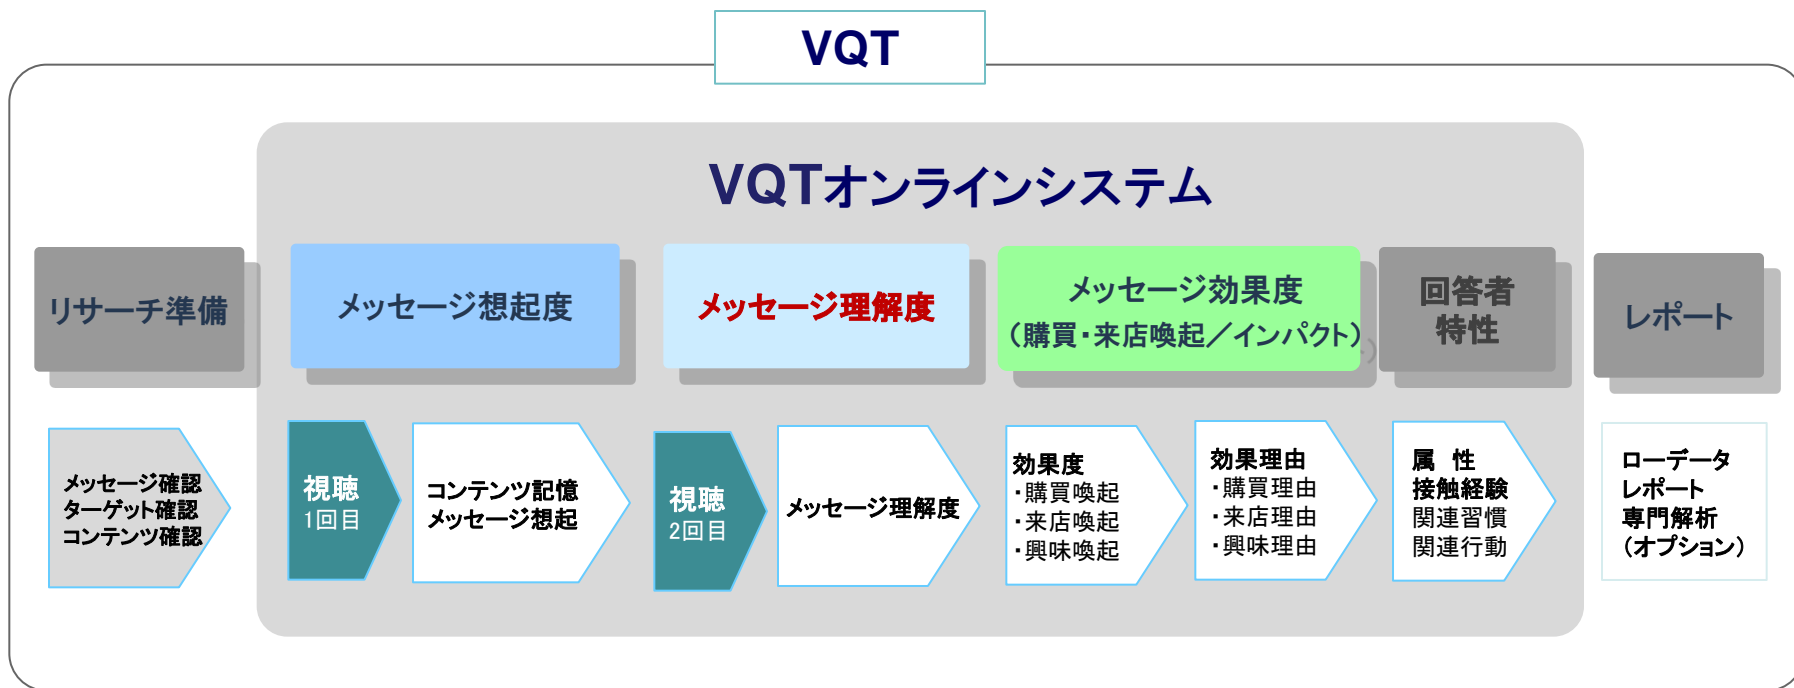 VQT
VQTオンラインシステム
リサーチ準備
メッセージ想起度
メッセージ理解度
メッセージ効果度
(購買・来店喚起/インパクト)
回答者
特性
レポート
メッセージ確認
ターゲット確認
コンテンツ確認
視聴
1回目
コンテンツ記憶
メッセージ想起
視聴
2回目
メッセージ理解度
効果度
・購買喚起
・来店喚起
・興味喚起
効果理由
・購買理由
・来店理由
・興味理由
属 性
接触経験
関連習慣
関連行動
ローデータ
レポート
専門解析
(オプション)